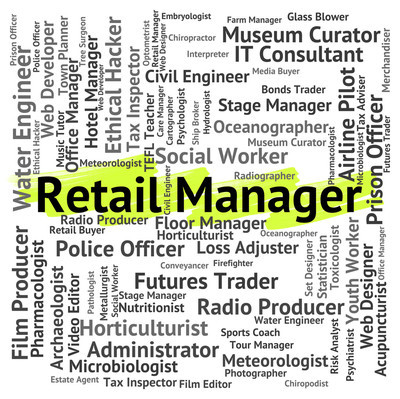 Prison Officer
Police Officer
Water Engineer
Ethical Hacker
Web Developer
Town Planner
Tree Surgeon
Music Tutor
Office Manager
Hotel Manager
Web Developer
Ethical Hacker
Tax Inspector
Optometrist
Retail Manager
Web Designer
Embryologist
Chiropractor
Interpreter
Farm Manager
Glass Blower
Museum Curator
IT Consultant
Merchandiser
Civil Engineer
Media Buyer
Bonds Trader
Stage Manager
Oceanographer
Museum Curator
TEFL Teacher
Care Manager
Cartographer
Psychologist
Ship Broker
Hydrologist
Pharmacologist
Airline Pilot
Microbiologist
Tax Adviser
Prison Officer
Futures Trader
Meteorologist
Social Worker
Radiographer
Civil Engineer
Retail Manager
Radio Producer
Retail Buyer
Floor Manager
Horticulturist
Oceanographer
Police Officer
Loss Adjuster
Conveyancer
Firefighter
Film Producer
Pharmacologist
Archaeologist
Video Editor
Pathologist
Metallurgist
Social Worker
Futures Trader
Stage Manager
Nutritionist
Radio Producer
Set Designer
Statistician
Toxicologist
Youth Worker
Web Designer
Office Manager
Acupuncturist
Horticulturist
Water Engineer
Sports Coach
Administrator
Tour Manager
Risk Analyst
Psychiatrist
Microbiologist
Meteorologist
Photographer
Estate Agent
Tax Inspector
Film Editor
Chiropodist